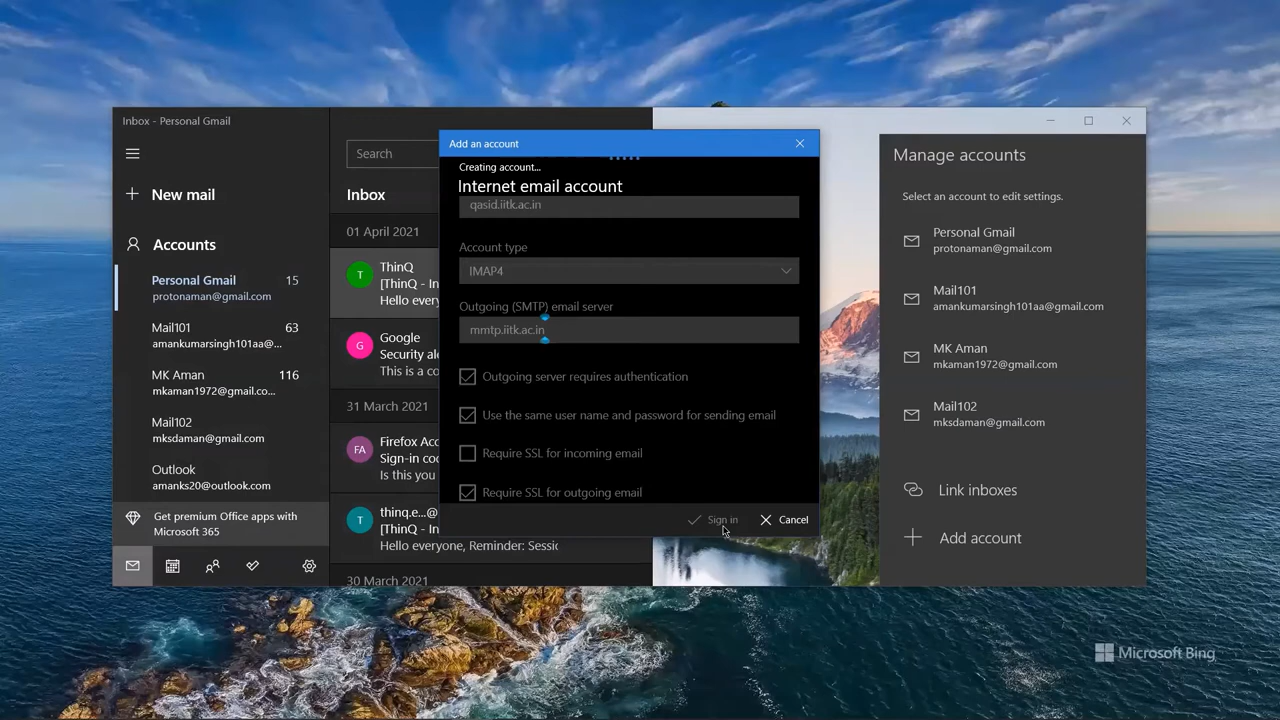 Inbox - Personal Gmail
New mail
Accounts
Personal Gmail 15
protonaman@gmail.com
Mail101 63
amankumarsingh101aa@...
MK Aman 116
mkaman1972@gmail.co...
Mail102
mksdaman@gmail.com
Outlook
amanks20@outlook.com
Get premium Office apps with
Microsoft 365
Search
Inbox
01 April 2021
T
ThinQ
[ThinQ - In
Hello every
G
Google
Security ale
This is a co
31 March 2021
FA
Firefox Acc
Sign-in cod
Is this you
T
thinq.e...@
[ThinQ - In
Hello everyone, Reminder: Sessic
30 March 2021
Add an account
Creating account...
Internet email account
qasid.iitk.ac.in
Account type
IMAP4
Outgoing (SMTP) email server
mmtp.iitk.ac.in
Outgoing server requires authentication
Use the same user name and password for sending email
Require SSL for incoming email
Require SSL for outgoing email
Sign in
Cancel
Manage accounts
Select an account to edit settings.
Personal Gmail
protonaman@gmail.com
Mail101
amankumarsingh101aa@gmail.com
MK Aman
mkaman1972@gmail.com
Mail102
mksdaman@gmail.com
Link inboxes
Add account
Microsoft Bing